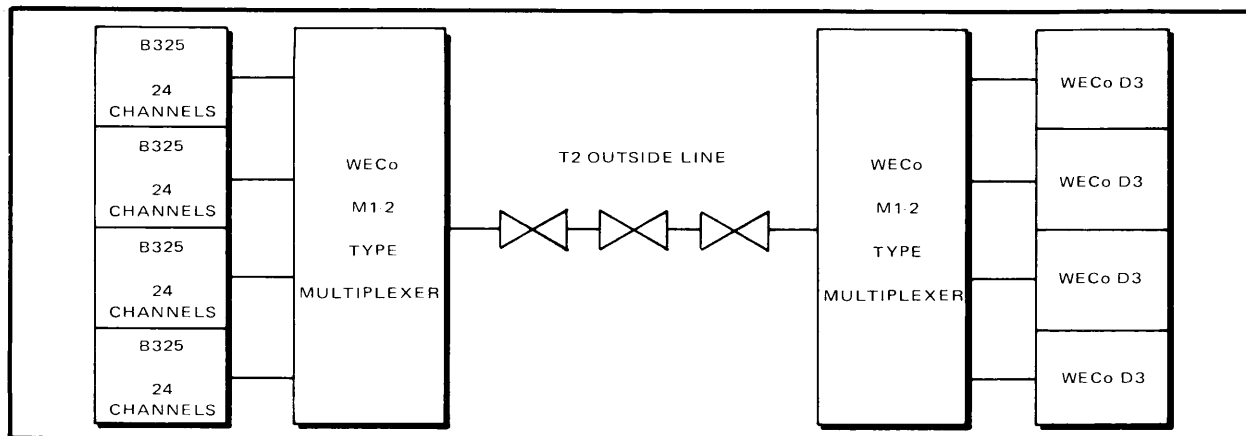 B325
24
CHANNELS
B325
24
CHANNELS
B325
24
CHANNELS
B325
24
CHANNELS
WECo
M1-2
TYPE
MULTIPLEXER
T2 OUTSIDE LINE
WECo
M1-2
TYPE
MULTIPLEXER
WECo D3
WECo D3
WECo D3
WECo D3